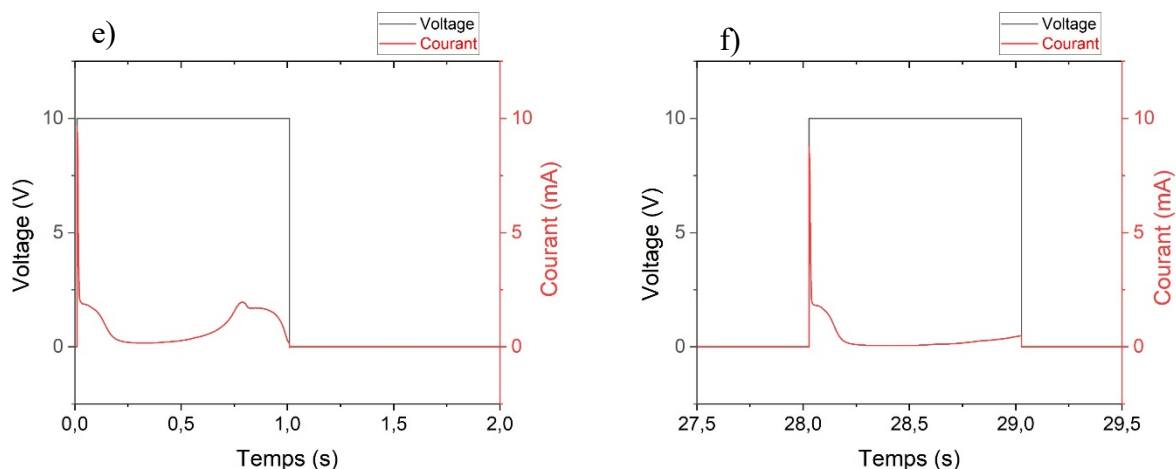 e)
Voltage
Courant
10
5
0
Voltage (V)
10
5
0
Courant (mA)
0,0
0,5
1,0
1,5
2,0
Temps (s)
f)
Voltage
Courant
10
5
0
Voltage (V)
10
5
0
Courant (mA)
27,5
28,0
28,5
29,0
29,5
Temps (s)